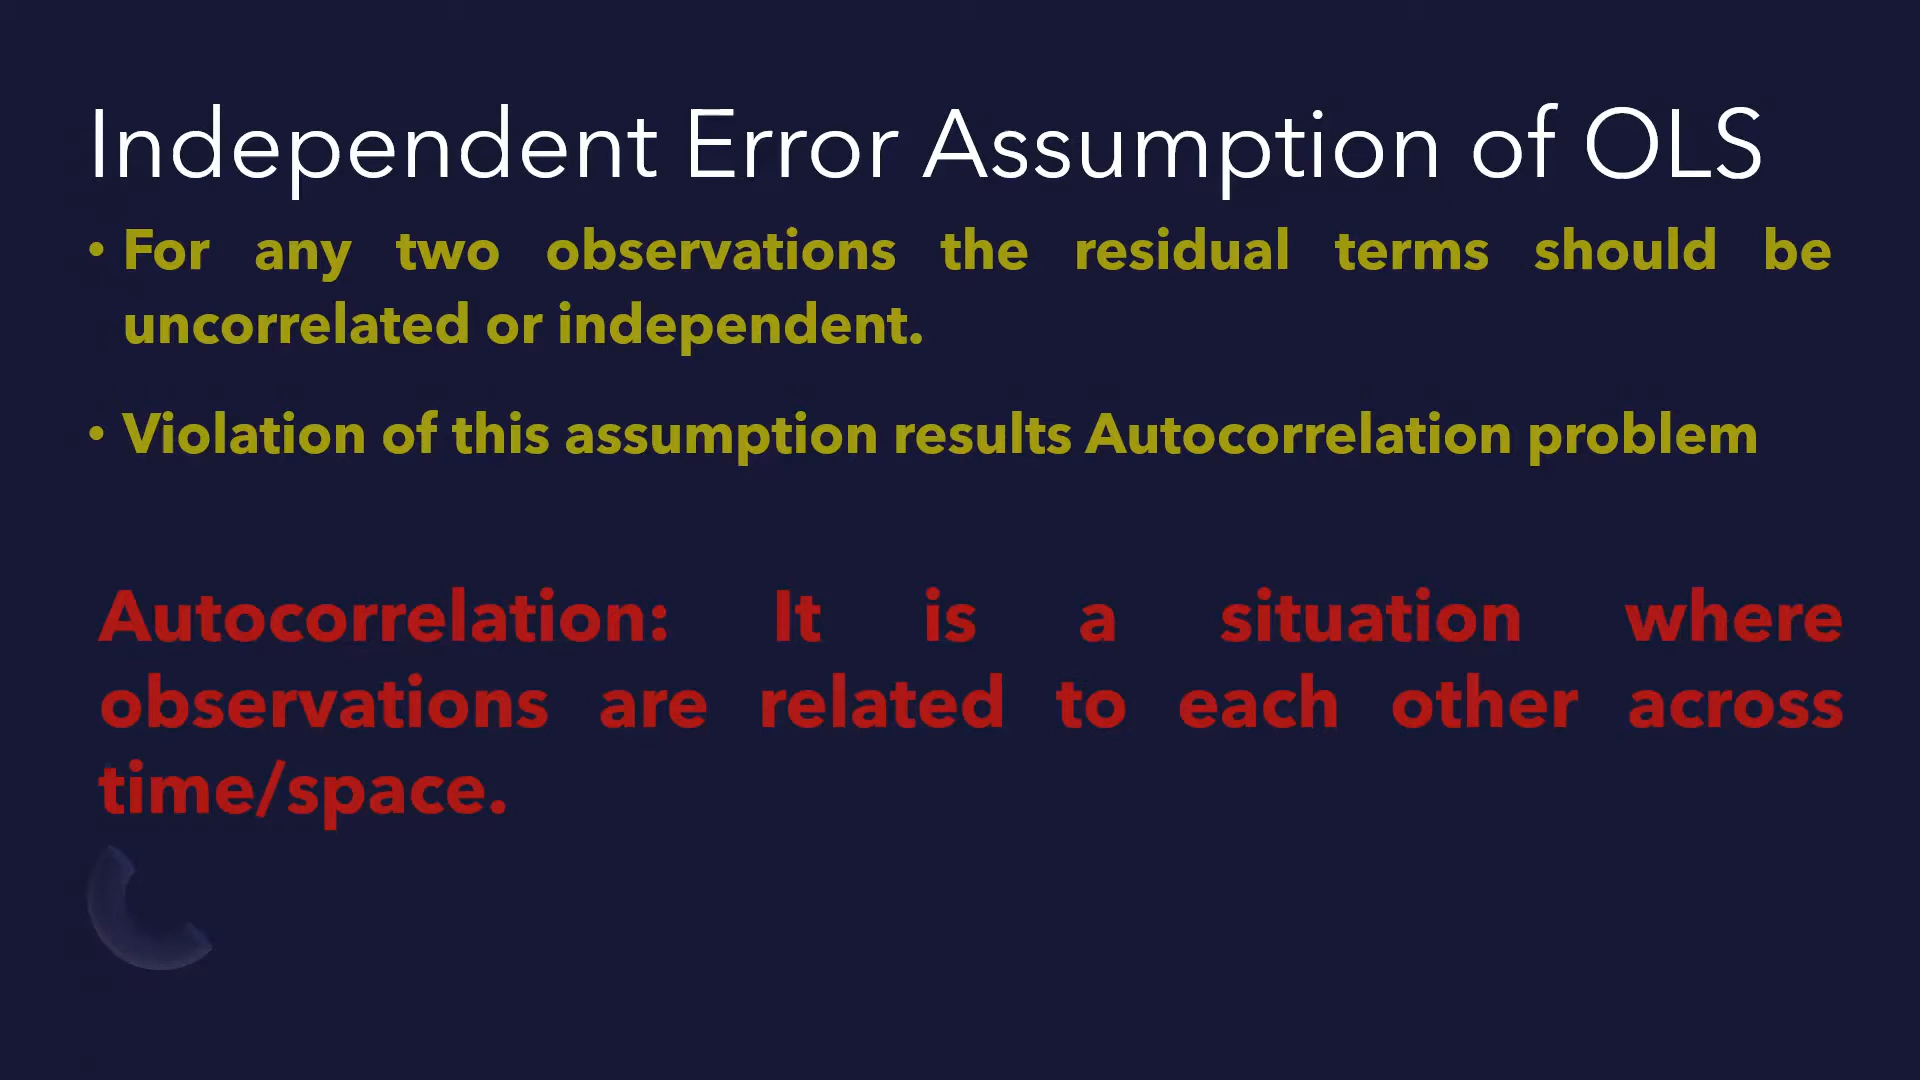 Independent Error Assumption of OLS
• For any two observations the residual terms should be
uncorrelated or independent.
• Violation of this assumption results Autocorrelation problem
Autocorrelation: It is a situation where
observations are related to each other across
time/space.